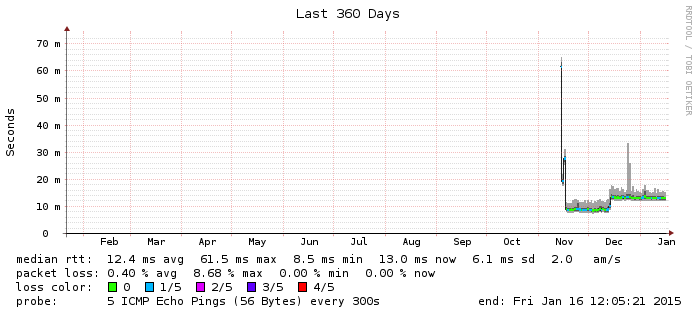 Last 360 Days
RRDTOOL / TOBI OETIKER
Seconds
70 m
60 m
50 m
40 m
30 m
20 m
10 m
0
Feb Mar Apr May Jun Jul Aug Sep Oct Nov Dec Jan
median rtt: 12.4 ms avg 61.5 ms max 8.5 ms min 13.0 ms now 6.1 ms sd 2.0 am/s
packet loss: 0.40 % avg 8.68 % max 0.00 % min 0.00 % now
loss color: 0 1/5 2/5 3/5 4/5
probe: 5 ICMP Echo Pings (56 Bytes) every 300s end: Fri Jan 16 12:05:21 2015